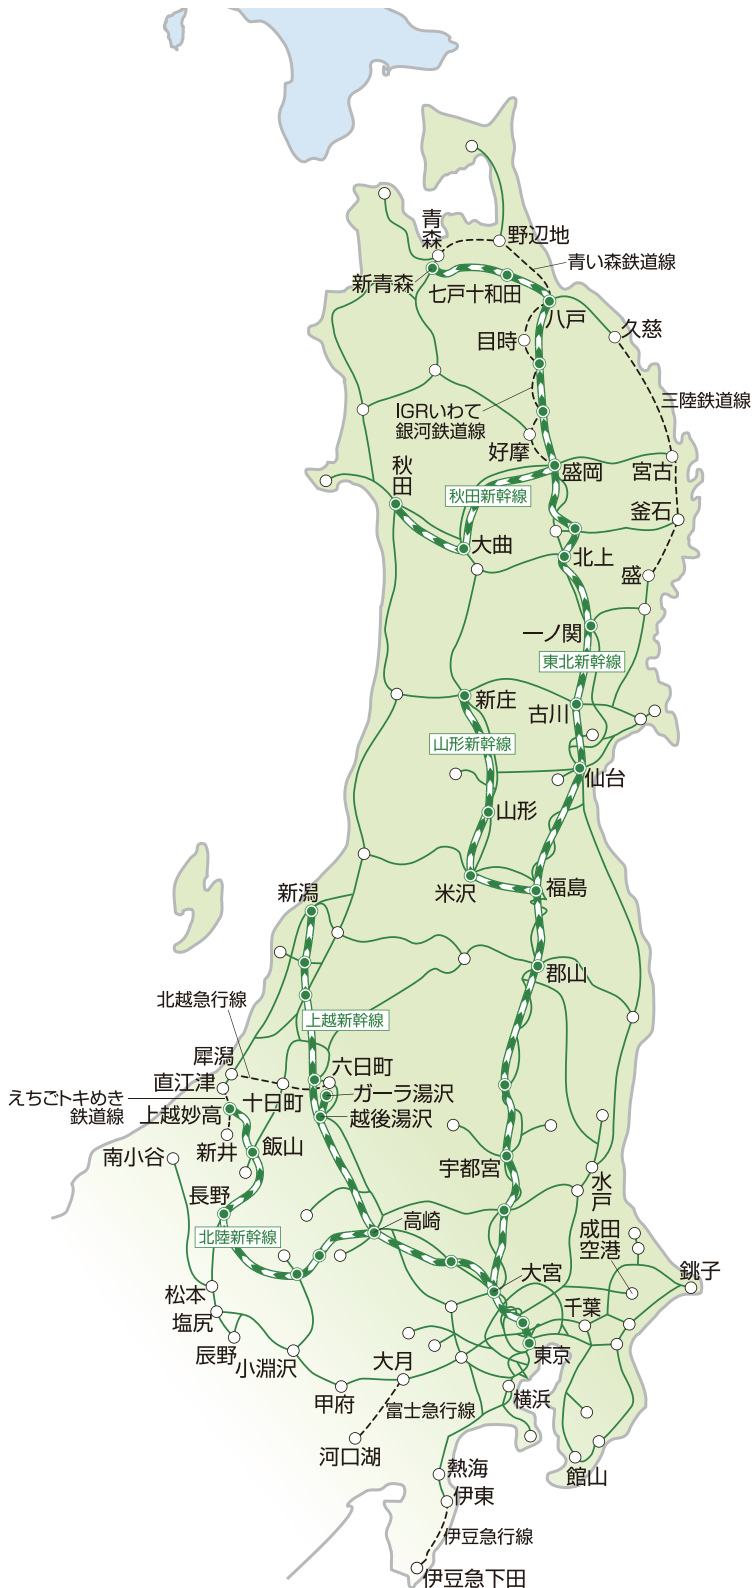 青森
野辺地
青い森鉄道線
新青森
七戸十和田
八戸
久慈
目時
三陸鉄道線
IGRいわて
銀河鉄道線
好摩
盛岡
宮古
秋田
秋田新幹線
釜石
大曲
北上
盛
一ノ関
東北新幹線
新庄
古川
山形新幹線
仙台
山形
米沢
福島
新潟
郡山
北越急行線
上越新幹線
犀潟
六日町
直江津
えちごトキめき
鉄道線
十日町
ガーラ湯沢
上越妙高
越後湯沢
新井
飯山
南小谷
宇都宮
水戸
長野
高崎
成田
空港
北陸新幹線
大宮
銚子
松本
千葉
塩尻
辰野
小淵沢
大月
東京
甲府
富士急行線
横浜
河口湖
熱海
館山
伊東
伊豆急行線
伊豆急下田